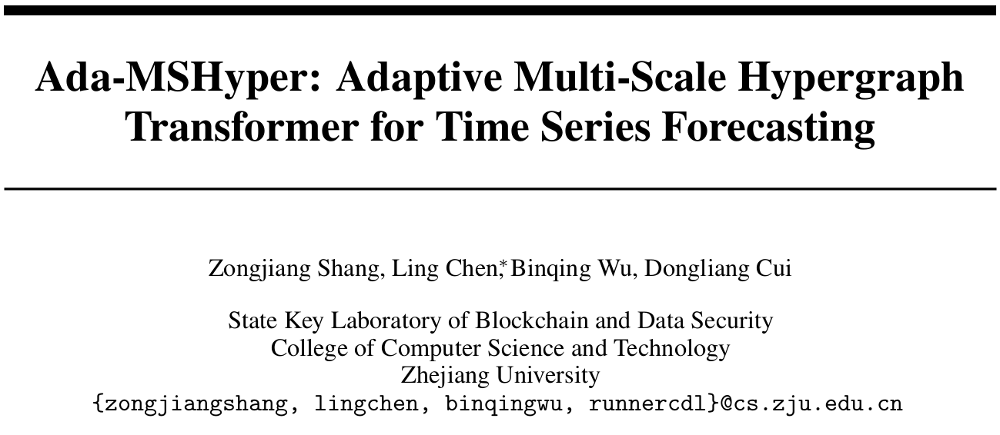 Ada-MSHyper: Adaptive Multi-Scale Hypergraph
Transformer for Time Series Forecasting
Zongjiang Shang, Ling Chen,* Binqing Wu, Dongliang Cui
State Key Laboratory of Blockchain and Data Security
College of Computer Science and Technology
Zhejiang University
{zongjiangshang, lingchen, binqingwu, runnercdl}@cs.zju.edu.cn